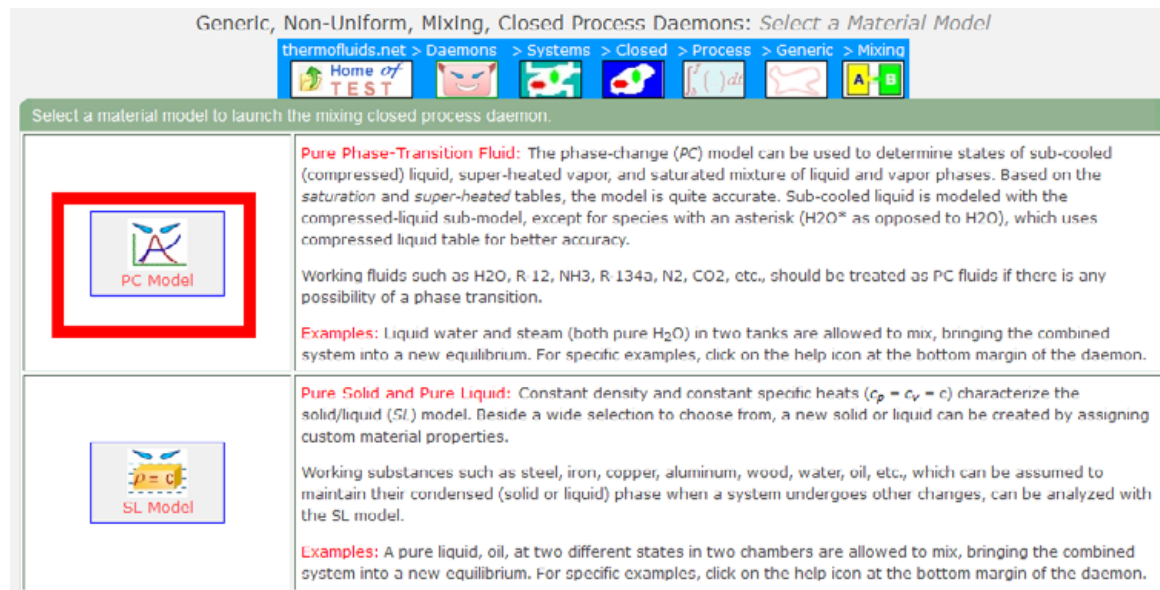 Generic, Non-Uniform, Mixing, Closed Process Daemons: Select a Material Model
thermofluids.net > Daemons > Systems > Closed > Process > Generic > Mixing
Home of
TEST
∫ ( ) dt
A B
Select a material model to launch the mixing closed process daemon.
PC Model
Pure Phase-Transition Fluid: The phase-change (PC) model can be used to determine states of sub-cooled
(compressed) liquid, super-heated vapor, and saturated mixture of liquid and vapor phases. Based on the
saturation and super-heated tables, the model is quite accurate. Sub-cooled liquid is modeled with the
compressed-liquid sub-model, except for species with an asterisk (H2O* as opposed to H2O), which uses
compressed liquid table for better accuracy.
Working fluids such as H2O, R-12, NH3, R-134a, N2, CO2, etc., should be treated as PC fluids if there is any
possibility of a phase transition.
Examples: Liquid water and steam (both pure H₂O) in two tanks are allowed to mix, bringing the combined
system into a new equilibrium. For specific examples, click on the help icon at the bottom margin of the daemon.
ρ = c
SL Model
Pure Solid and Pure Liquid: Constant density and constant specific heats (cₚ = cᵥ = c) characterize the
solid/liquid (SL) model. Beside a wide selection to choose from, a new solid or liquid can be created by assigning
custom material properties.
Working substances such as steel, iron, copper, aluminum, wood, water, oil, etc., which can be assumed to
maintain their condensed (solid or liquid) phase when a system undergoes other changes, can be analyzed with
the SL model.
Examples: A pure liquid, oil, at two different states in two chambers are allowed to mix, bringing the combined
system into a new equilibrium. For specific examples, click on the help icon at the bottom margin of the daemon.